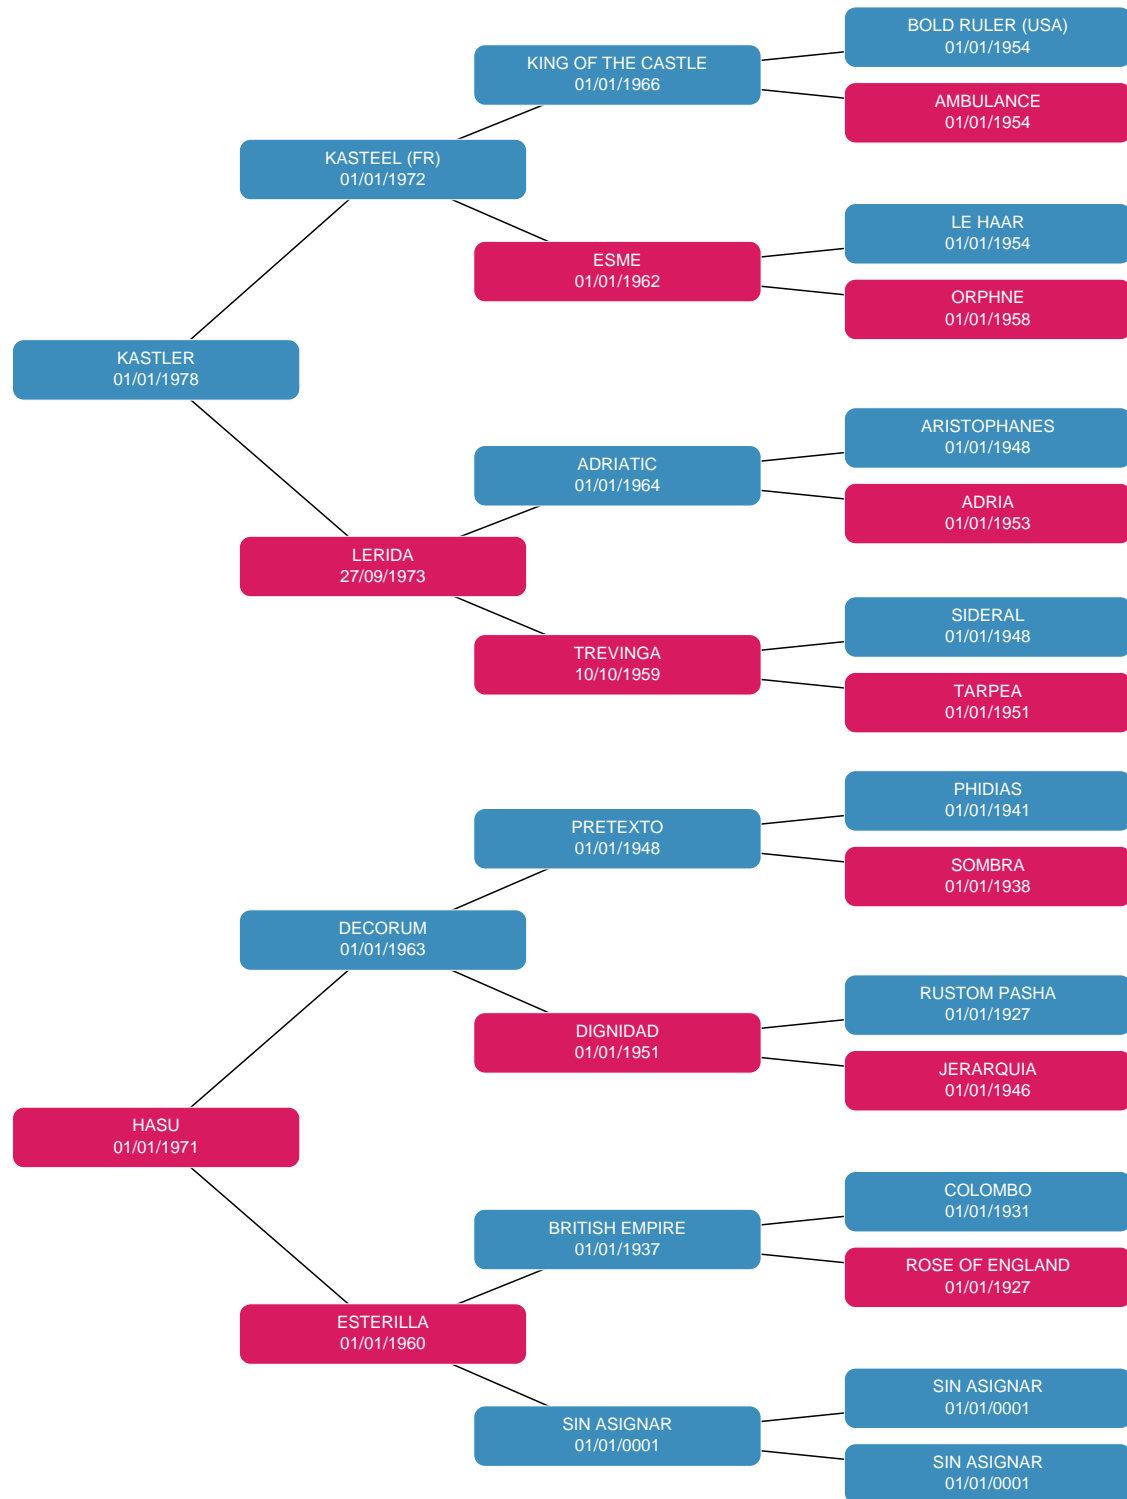 BOLD RULER (USA)
01/01/1954
KING OF THE CASTLE
01/01/1966
AMBULANCE
01/01/1954
KASTEEL (FR)
01/01/1972
LE HAAR
01/01/1954
ESME
01/01/1962
ORPHNE
01/01/1958
KASTLER
01/01/1978
ARISTOPHANES
01/01/1948
ADRIATIC
01/01/1964
ADRIA
01/01/1953
LERIDA
27/09/1973
SIDERAL
01/01/1948
TREVINGA
10/10/1959
TARPEA
01/01/1951
PHIDIAS
01/01/1941
PRETEXTO
01/01/1948
SOMBRA
01/01/1938
DECORUM
01/01/1963
RUSTOM PASHA
01/01/1927
DIGNIDAD
01/01/1951
JERARQUIA
01/01/1946
HASU
01/01/1971
COLOMBO
01/01/1931
BRITISH EMPIRE
01/01/1937
ROSE OF ENGLAND
01/01/1927
ESTERILLA
01/01/1960
SIN ASIGNAR
01/01/0001
SIN ASIGNAR
01/01/0001
SIN ASIGNAR
01/01/0001